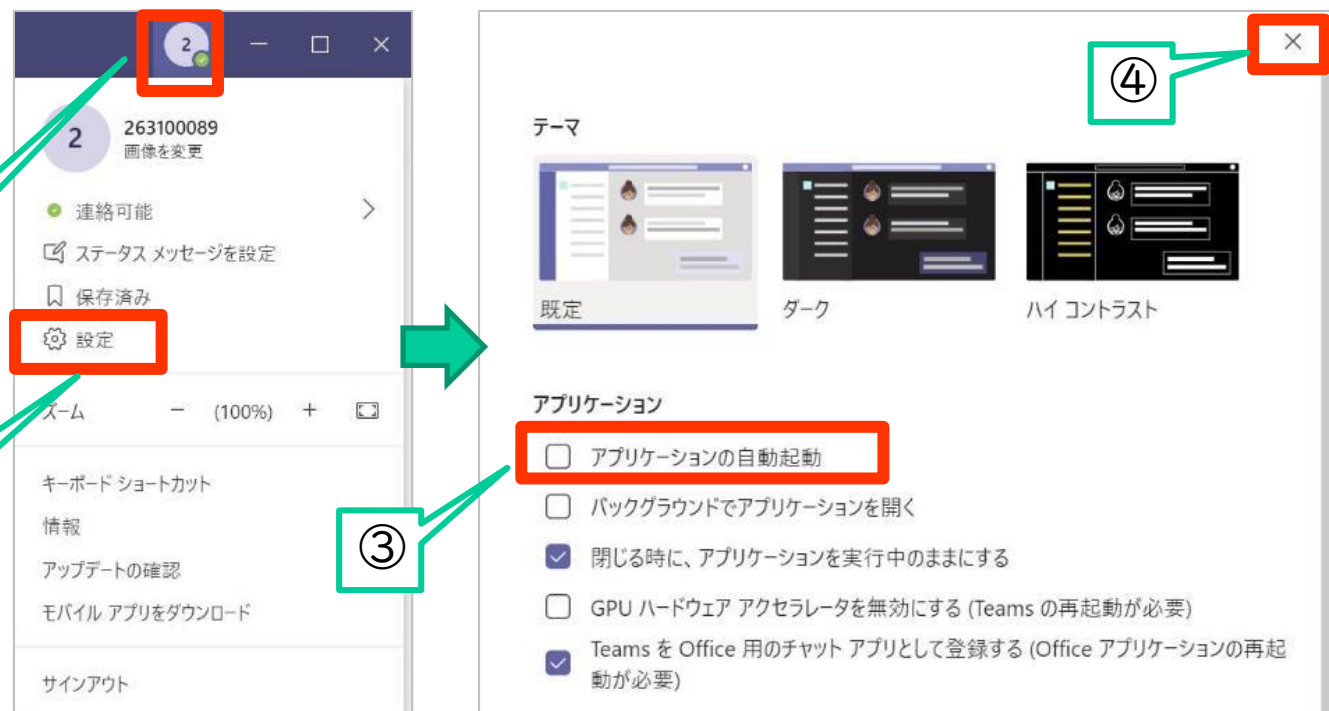 2
2
263100089
画像を変更
連絡可能
ステータス メッセージを設定
保存済み
設定
ズーム － (100%) +
キーボード ショートカット
情報
アップデートの確認
モバイル アプリをダウンロード
サインアウト
④
テーマ
既定 ダーク ハイ コントラスト
アプリケーション
アプリケーションの自動起動
バックグラウンドでアプリケーションを開く
③
閉じる時に、アプリケーションを実行中のままにする
GPU ハードウェア アクセラレータを無効にする (Teams の再起動が必要)
Teams を Office 用のチャット アプリとして登録する (Office アプリケーションの再起
動が必要)